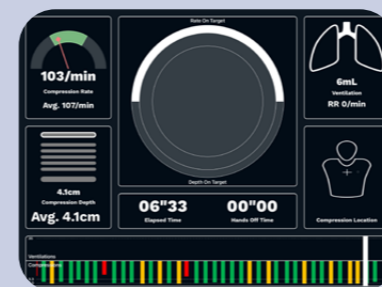 Rate On Target
103/min
Compression Rate
Avg. 107/min
6mL
Ventilation
RR 0/min
4.1cm
Compression Depth
Avg. 4.1cm
Depth On Target
06"33
Elapsed Time
00"00
Hands Off Time
Compression Location
Ventilations
Compressions